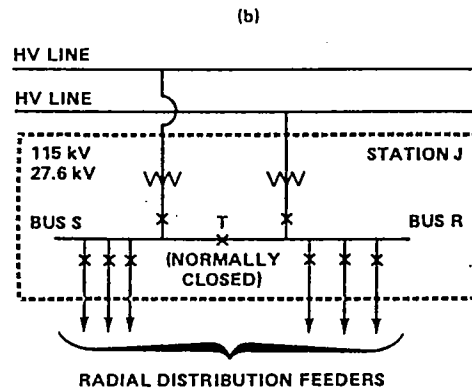 (b)
HV LINE
HV LINE
115 kV
27.6 kV
STATION J
BUS S
T
BUS R
(NORMALLY
CLOSED)
RADIAL DISTRIBUTION FEEDERS